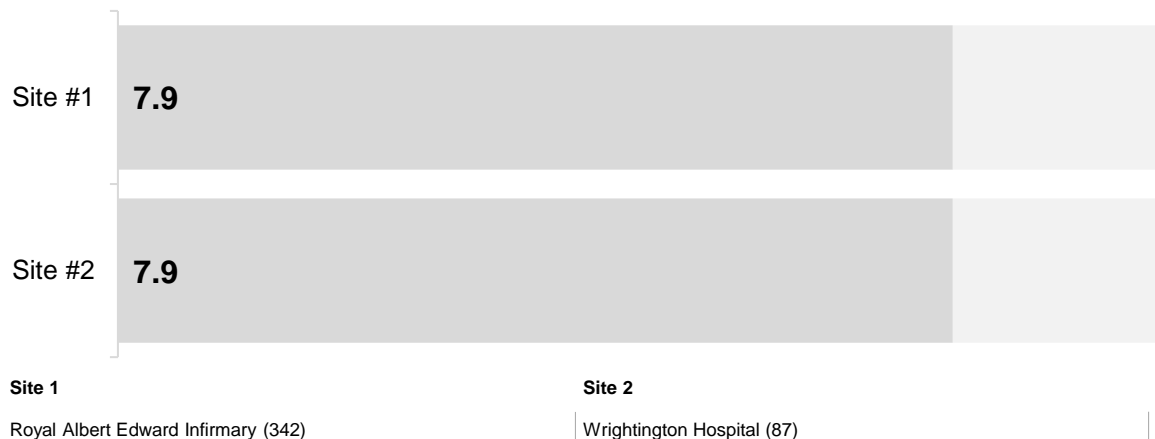 Site #1 7.9
Site #2 7.9
Site 1 Site 2
Royal Albert Edward Infirmary (342) Wrightington Hospital (87)